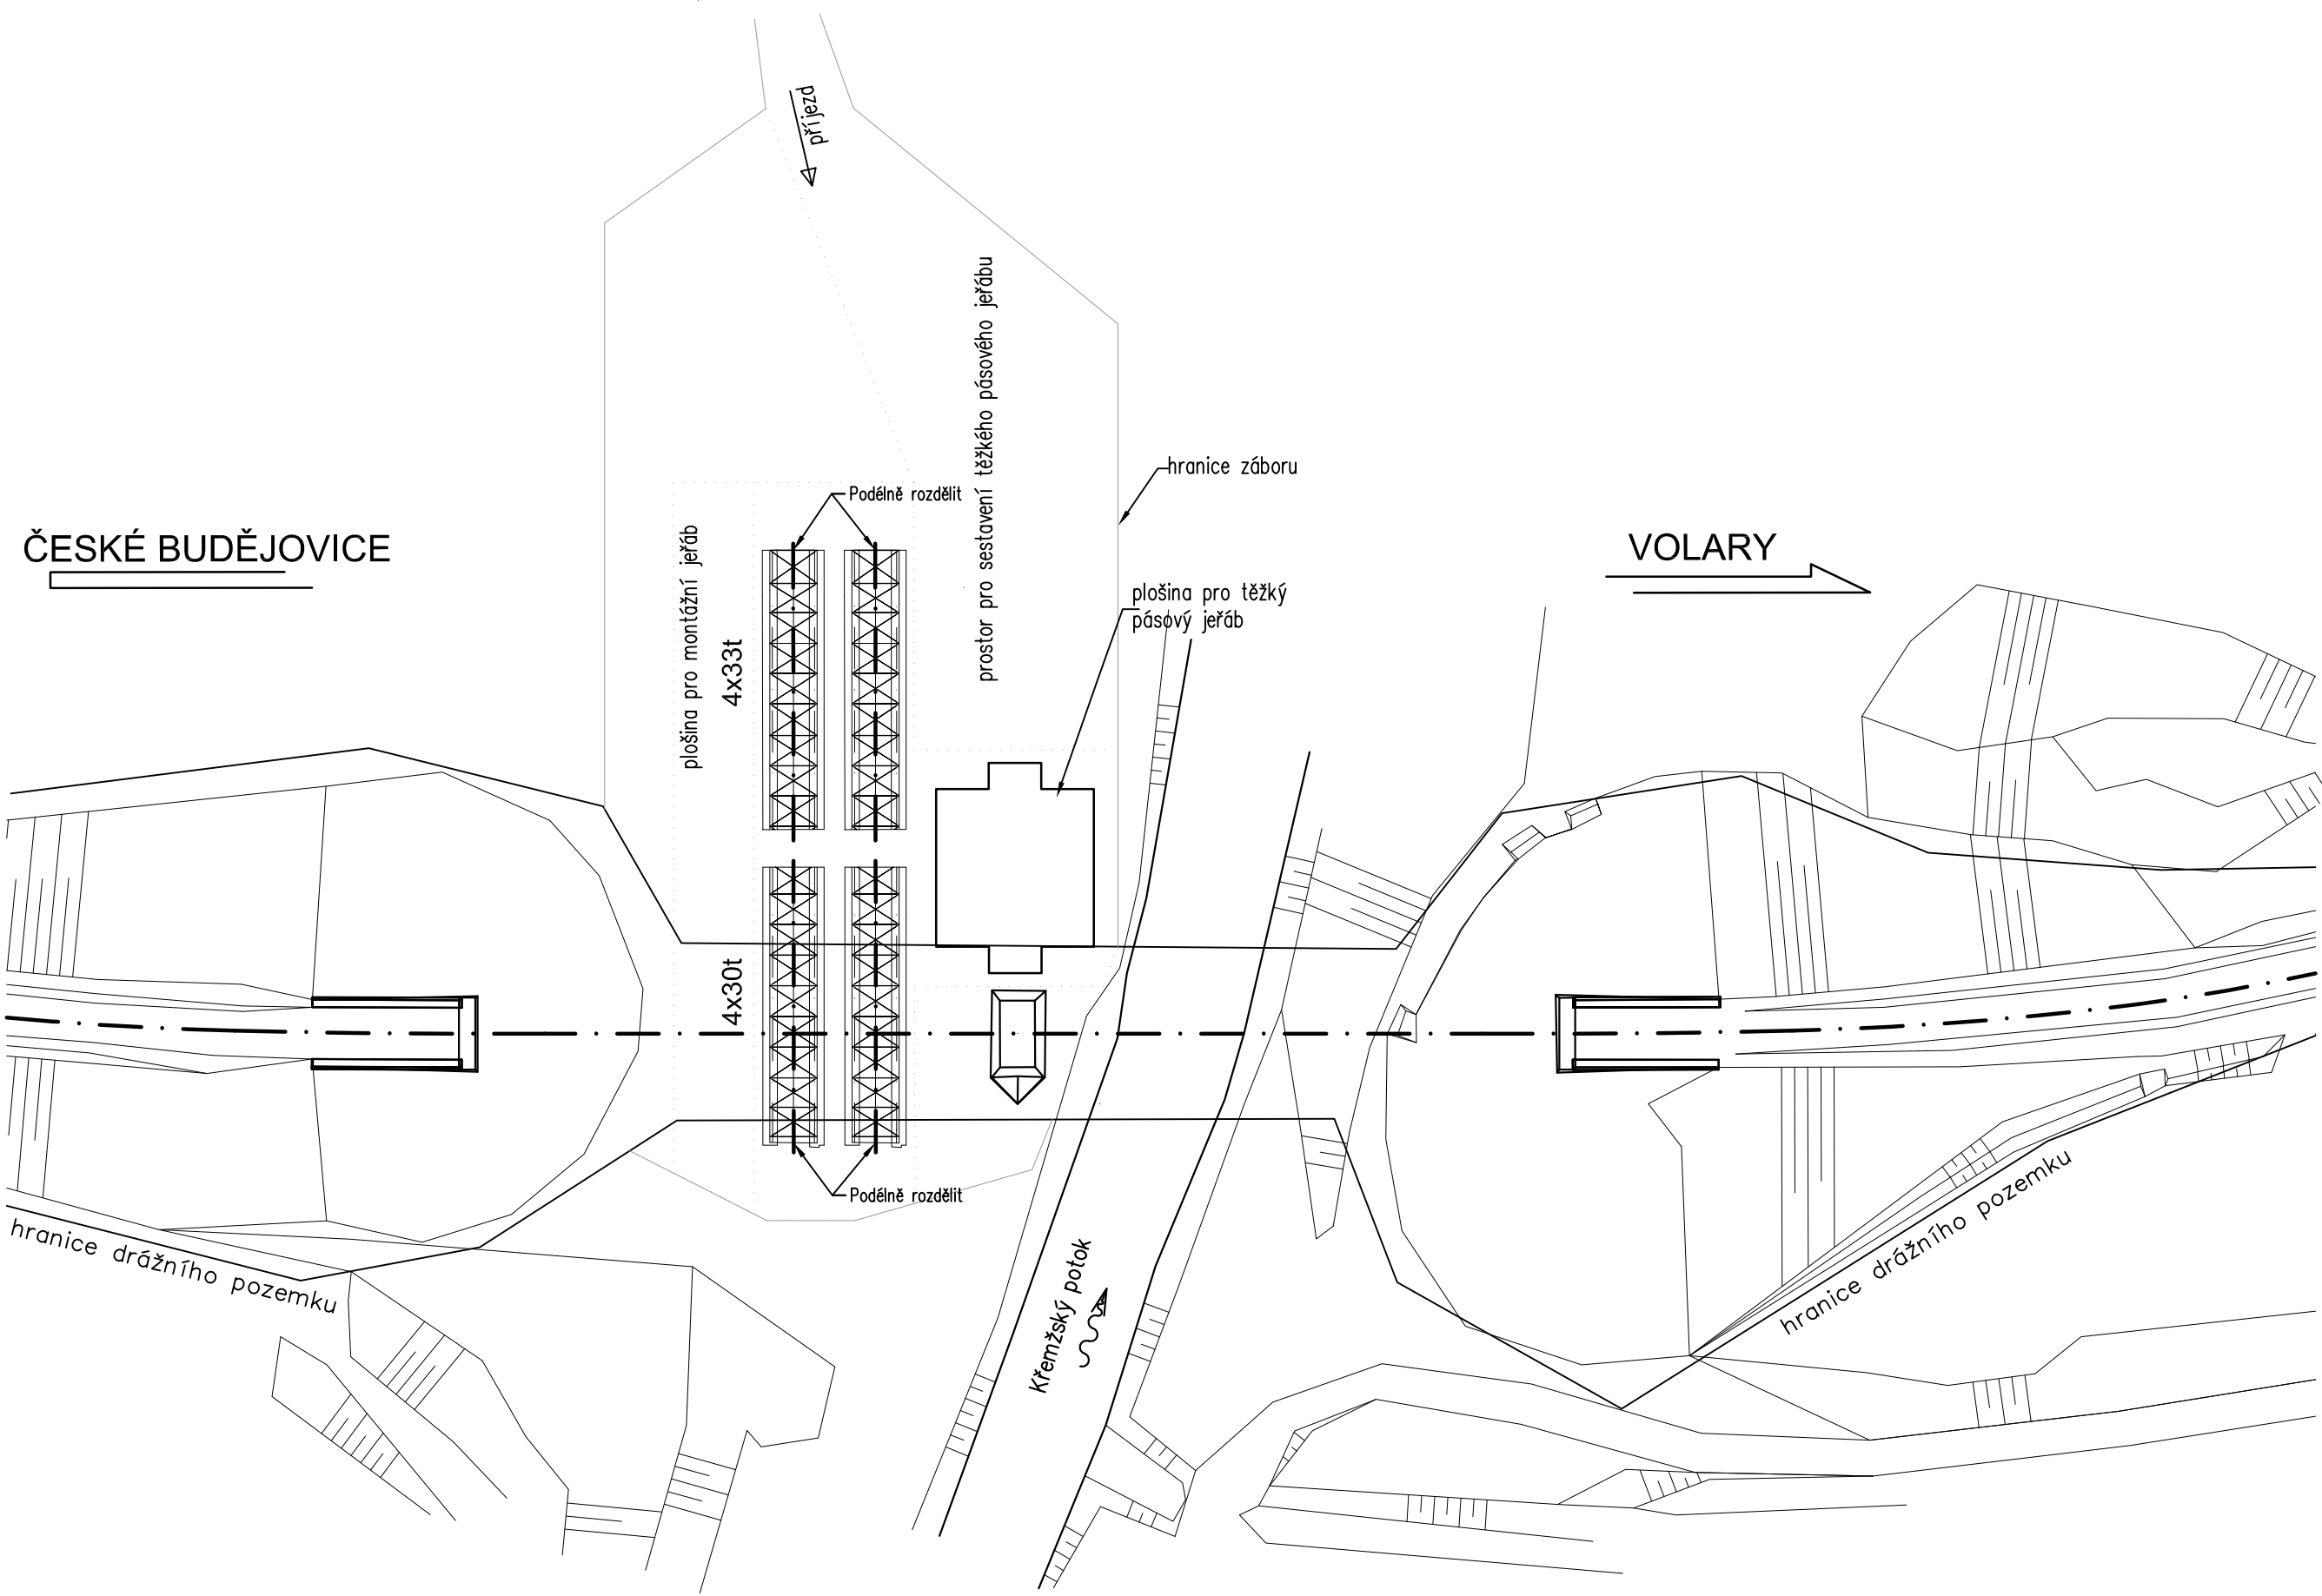 příjezd
prostor pro sestavení těžkého pásového jeřábu
hranice záboru
Podélně rozdělit
ČESKÉ BUDĚJOVICE
VOLARY
plošina pro montážní jeřáb
4x33t
plošina pro těžký
pásový jeřáb
4x30t
Podélně rozdělit
hranice drážního pozemku
Křemžský potok
hranice drážního pozemku